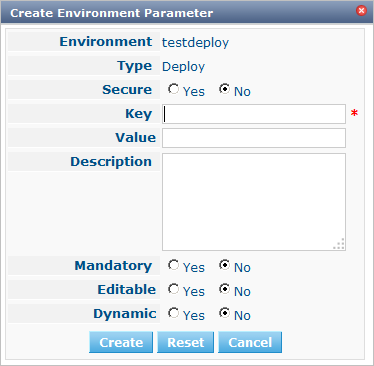 Create Environment Parameter
Environment testdeploy
Type Deploy
Secure Yes No
Key *
Value
Description
Mandatory Yes No
Editable Yes No
Dynamic Yes No
Create Reset Cancel